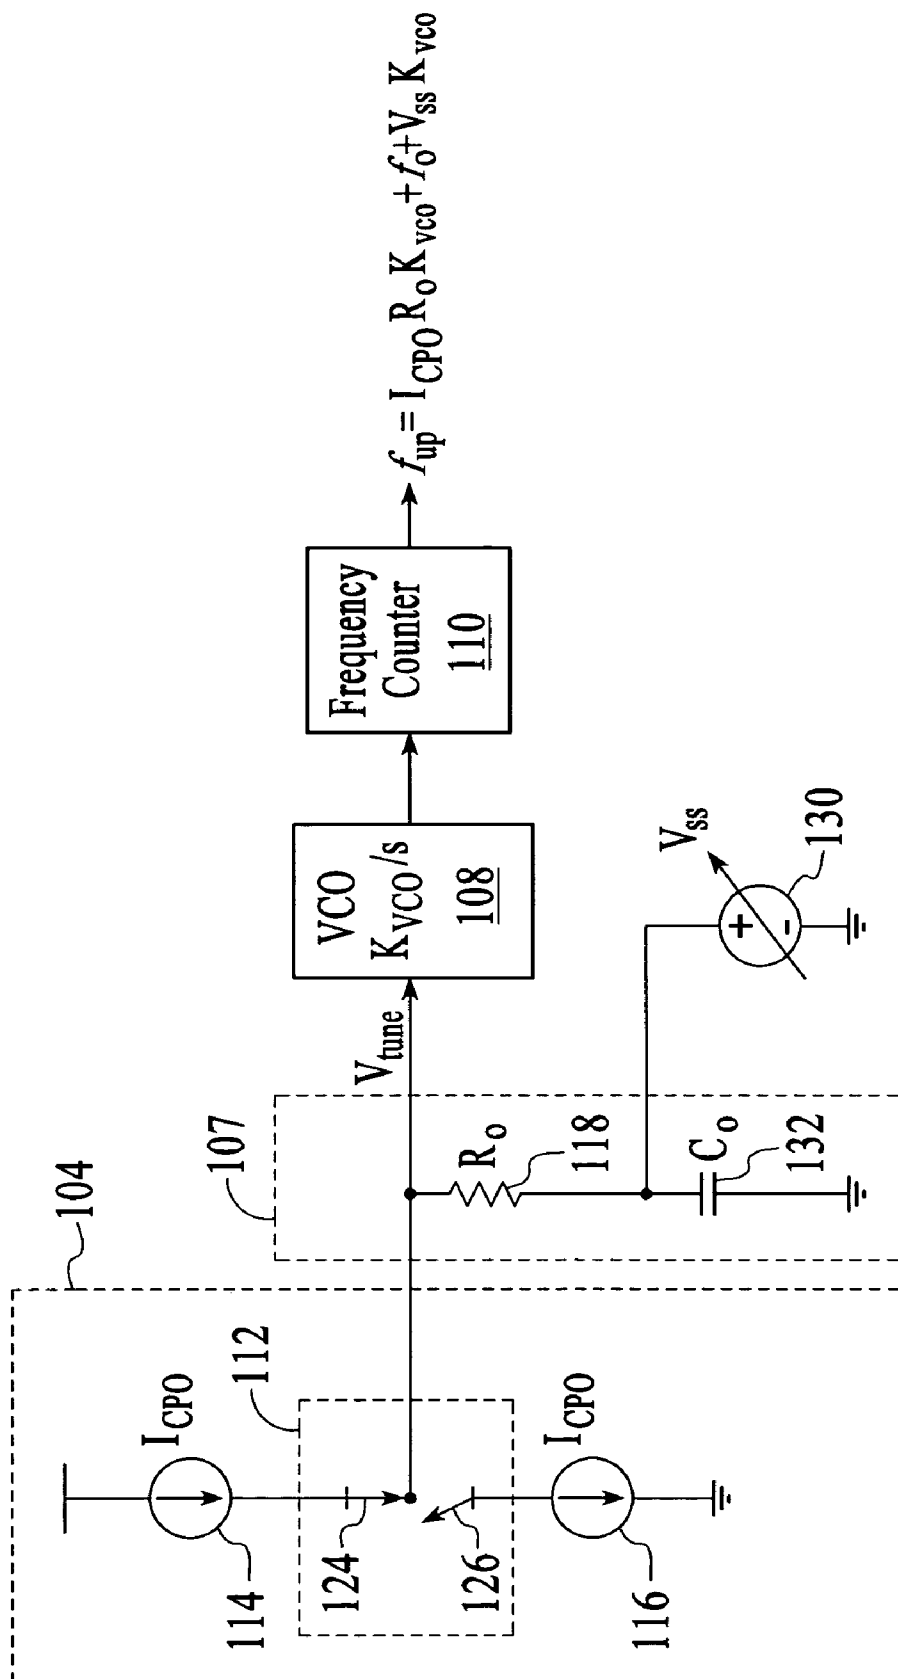 104
107
112
I_CPO
114
124
126
I_CPO
116
V_tune
R_o
118
C_o
132
VCO
K_VCO/s
108
Frequency
Counter
110
f_up = I_CPO R_o K_vco + f_o + V_ss K_vco
V_ss
+
-
130